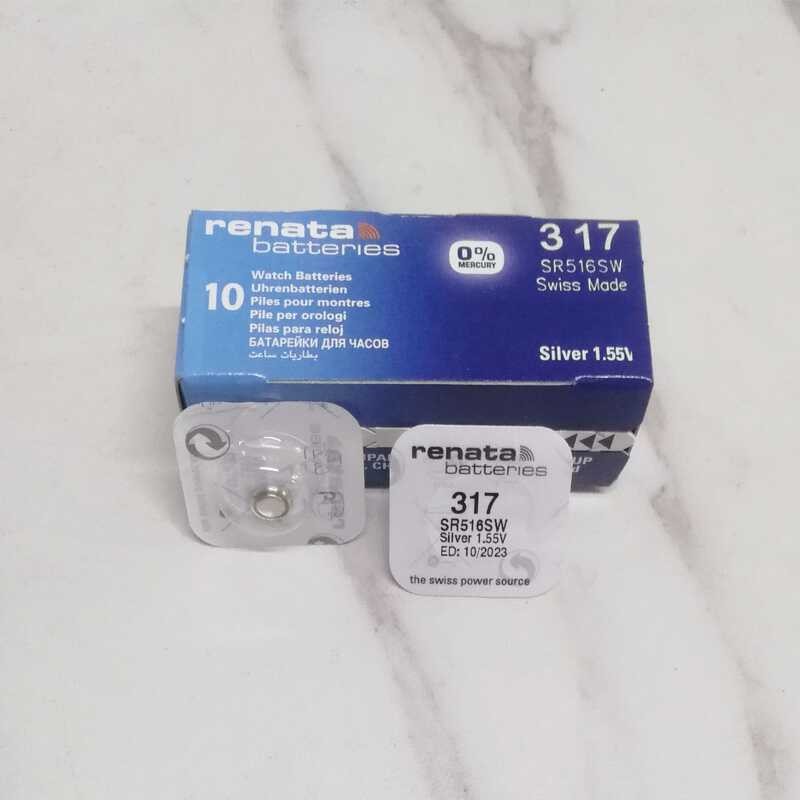 renata
batteries
0%
MERCURY
317
SR516SW
Swiss Made
10
Watch Batteries
Uhrenbatterien
Piles pour montres
Pile per orologi
Pilas para reloj
БАТАРЕЙКИ ДЛЯ ЧАСОВ
بطاريات ساعت
Silver 1.55V
renata
batteries
317
SR516SW
Silver 1.55V
ED: 10/2023
the swiss power source